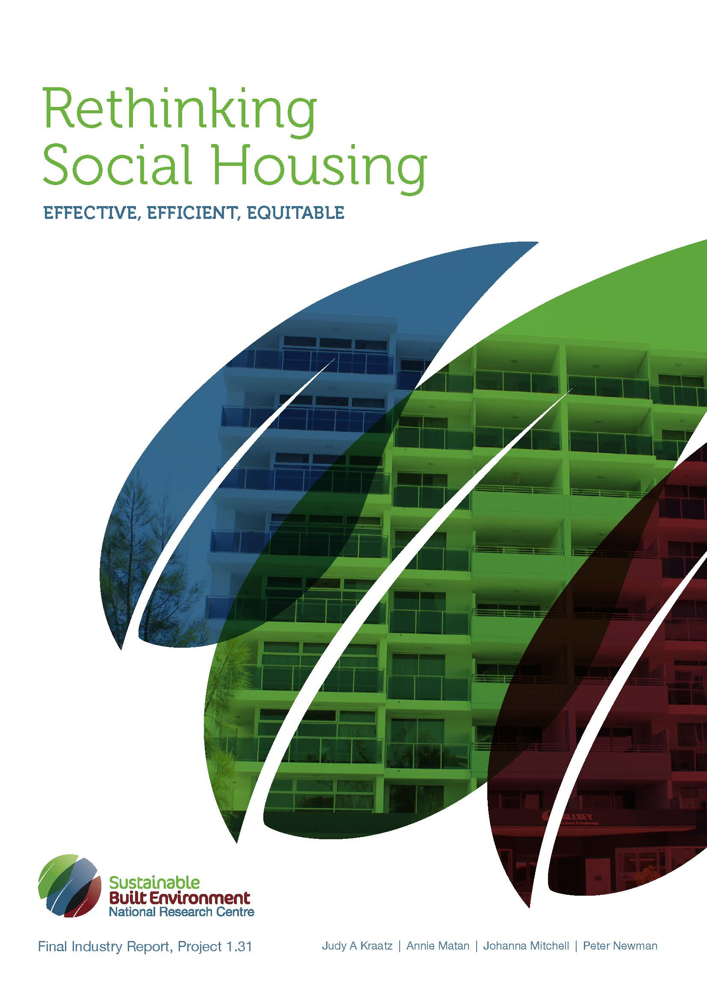 Rethinking
Social Housing
EFFECTIVE, EFFICIENT, EQUITABLE
Sustainable
Built Environment
National Research Centre
Final Industry Report, Project 1.31
Judy A Kraatz | Annie Matan | Johanna Mitchell | Peter Newman